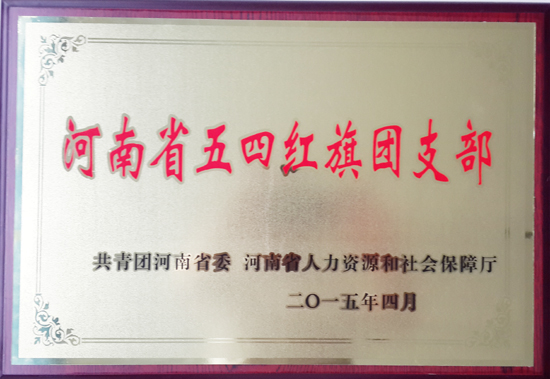 河南省五四红旗团支部
共青团河南省委 河南省人力资源和社会保障厅
二〇一五年四月